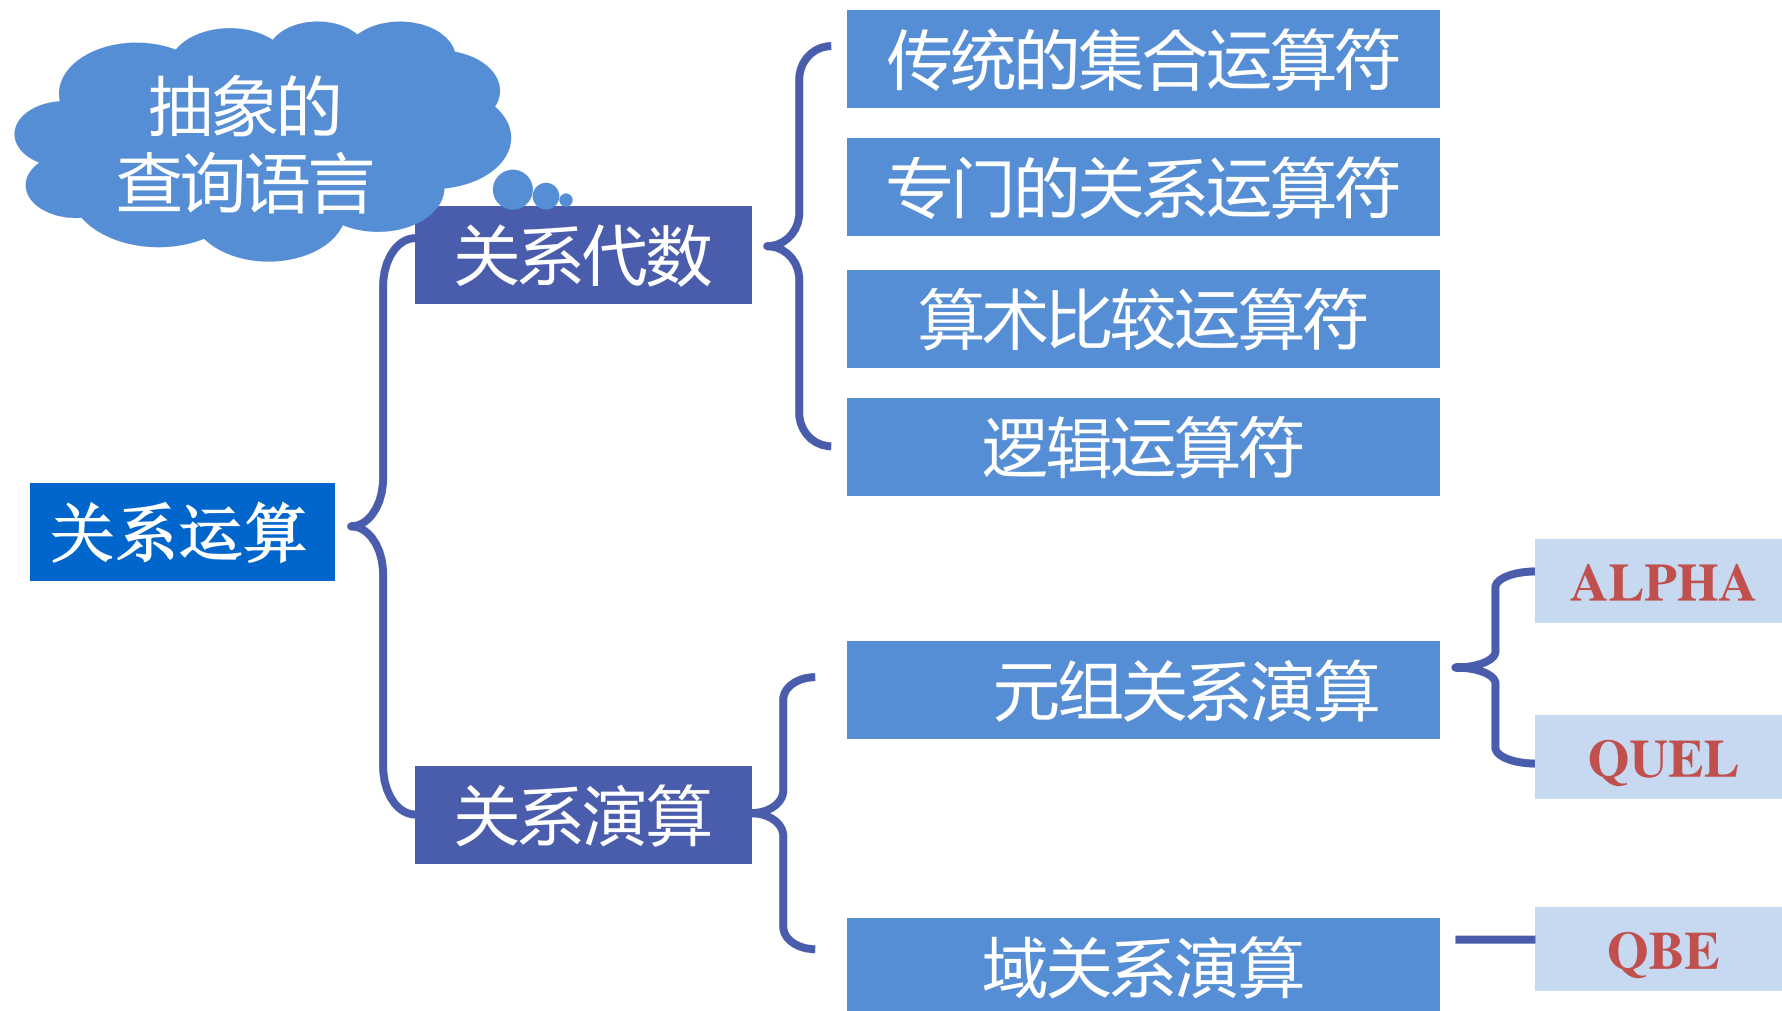 抽象的
查询语言
关系运算
关系代数
传统的集合运算符
专门的关系运算符
算术比较运算符
逻辑运算符
关系演算
元组关系演算
ALPHA
QUEL
域关系演算
QBE